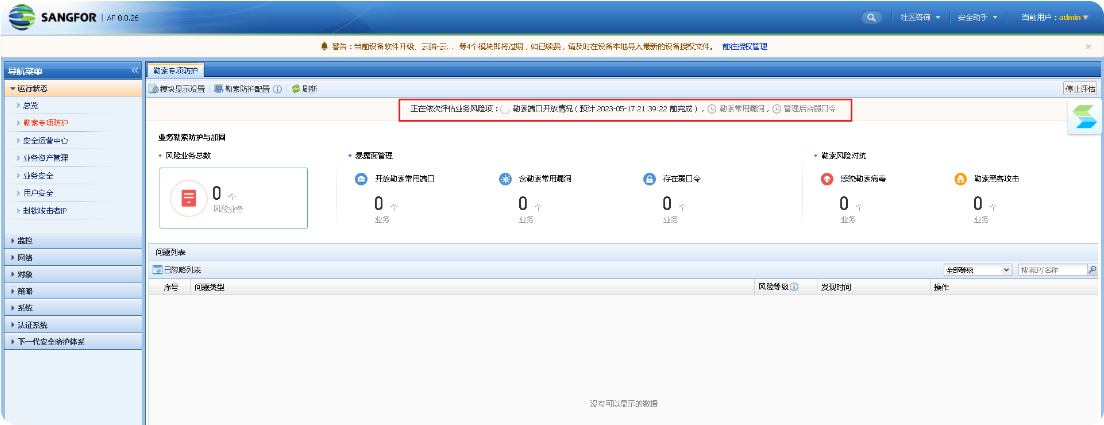 SANGFOR | AF 8.0.26
社区咨询 安全助手 当前用户：admin
警告：当前设备软件升级、云防-云... 等4个模块即将过期，如已续费，请及时在设备本地导入最新的设备授权文件。 前往授权管理
导航菜单
勒索专项防护
运行状态
模块显示设置 勒索防护配置 刷新 停止评估
总览
正在依次评估业务风险项： 勒索端口开放情况（预计 2023-05-17 21:39:22 前完成）， 勒索常用漏洞， 管理后台弱口令
勒索专项防护
安全运营中心
业务资产管理
业务安全
用户安全
封锁攻击者IP
业务勒索防护与加固
风险业务总数 暴露面管理 勒索风险对抗
0 个
风险业务
开放勒索常用端口 含勒索常用漏洞 存在弱口令 感染勒索病毒 勒索黑客攻击
0 个 0 个 0 个 0 个 0 个
业务 业务 业务 业务 业务
监控
网络
对象
策略
系统
认证系统
下一代安全防护体系
问题列表
已忽略列表 全部等级 搜索IP/名称
序号 问题类型 风险等级 发现时间 操作
没有可以显示的数据